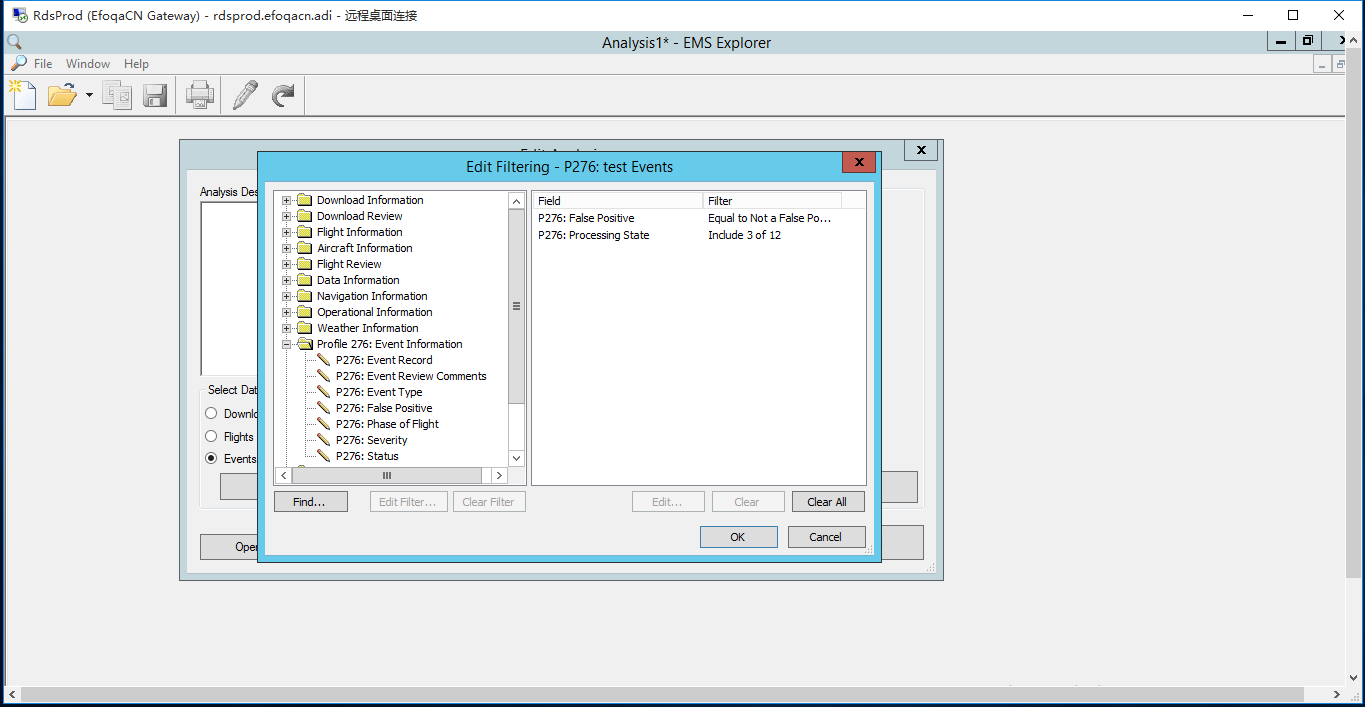 RdsProd (EfoqaCN Gateway) - rdsprod.efoqacn.adi - 远程桌面连接
Analysis1* - EMS Explorer
File Window Help
Edit Filtering - P276: test Events
Analysis Des
Download Information
Download Review
Flight Information
Aircraft Information
Flight Review
Data Information
Navigation Information
Operational Information
Weather Information
Profile 276: Event Information
P276: Event Record
P276: Event Review Comments
P276: Event Type
P276: False Positive
P276: Phase of Flight
P276: Severity
P276: Status
Field Filter
P276: False Positive Equal to Not a False Po...
P276: Processing State Include 3 of 12
Select Dat
Downlo
Flights
Events
Find... Edit Filter... Clear Filter Edit... Clear Clear All
OK Cancel
Oper